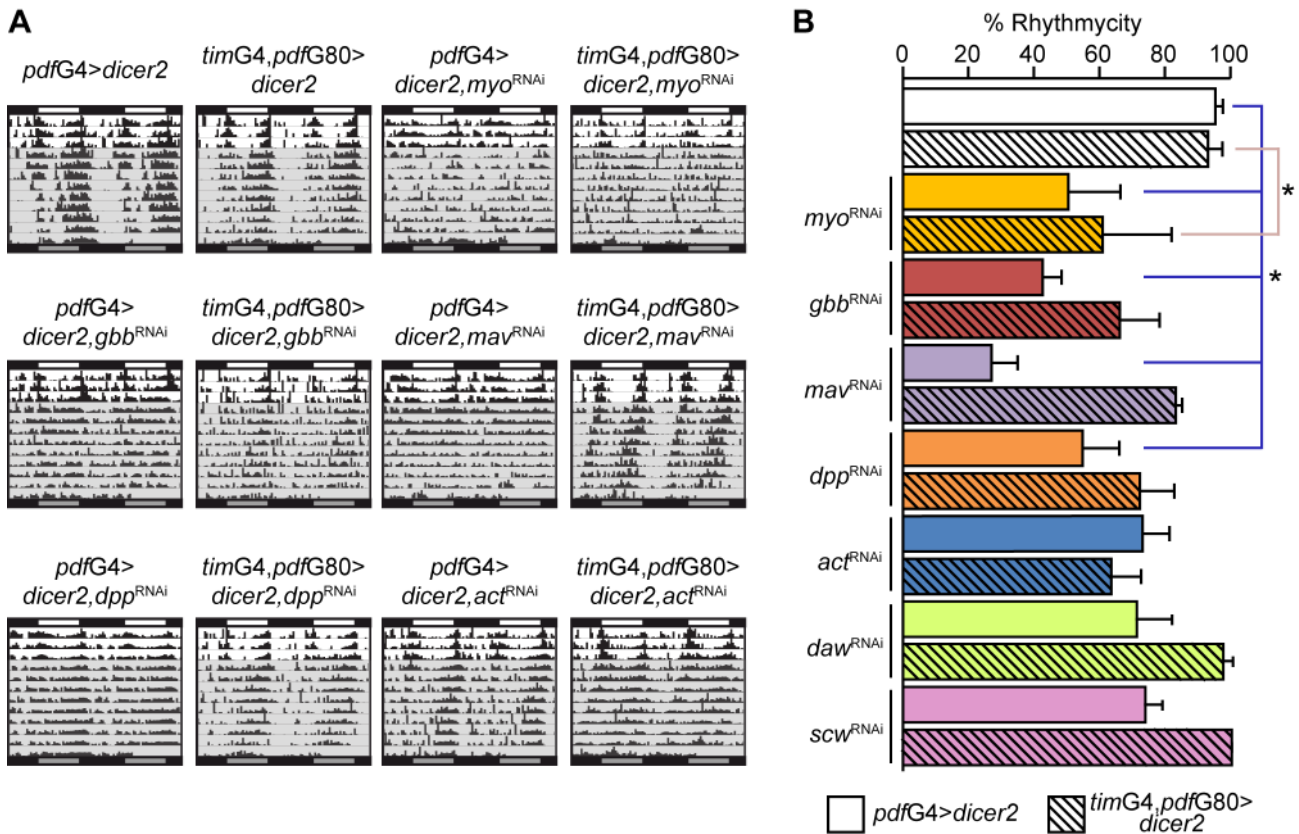 A
pdfG4>dicer2
timG4,pdfG80>
dicer2
pdfG4>
dicer2,myoRNAi
timG4,pdfG80>
dicer2,myoRNAi
pdfG4>
dicer2,gbbRNAi
timG4,pdfG80>
dicer2,gbbRNAi
pdfG4>
dicer2,mavRNAi
timG4,pdfG80>
dicer2,mavRNAi
pdfG4>
dicer2,dppRNAi
timG4,pdfG80>
dicer2,dppRNAi
pdfG4>
dicer2,actRNAi
timG4,pdfG80>
dicer2,actRNAi
B
% Rhythmycity
0 20 40 60 80 100
myoRNAi
*
gbbRNAi
*
mavRNAi
dppRNAi
actRNAi
dawRNAi
scwRNAi
pdfG4>dicer2
timG4,pdfG80>
dicer2